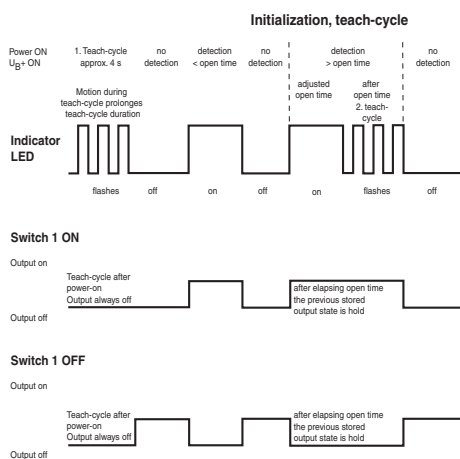 Initialization, teach-cycle
Power ON
UB+ ON
1. Teach-cycle
approx. 4 s
no
detection
detection
< open time
no
detection
detection
> open time
no
detection
Motion during
teach-cycle prolonges
teach-cycle duration
adjusted
open time
after
open time
2. teach-
cycle
Indicator
LED
flashes
off
on
off
on
flashes
off
Switch 1 ON
Output on
Teach-cycle after
power-on
Output always off
after elapsing open time
the previous stored
output state is hold
Output off
Switch 1 OFF
Output on
Teach-cycle after
power-on
Output always off
after elapsing open time
the previous stored
output state is hold
Output off